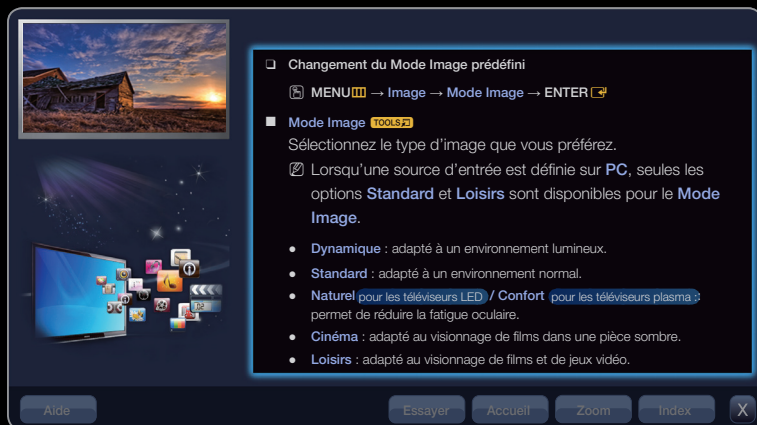 Changement du Mode Image prédéfini
MENU → Image → Mode Image → ENTER
Mode Image TOOLS
Sélectionnez le type d'image que vous préférez.
Lorsqu'une source d'entrée est définie sur PC, seules les
options Standard et Loisirs sont disponibles pour le Mode
Image.
Dynamique : adapté à un environnement lumineux.
Standard : adapté à un environnement normal.
Naturel pour les téléviseurs LED / Confort pour les téléviseurs plasma :
permet de réduire la fatigue oculaire.
Cinéma : adapté au visionnage de films dans une pièce sombre.
Loisirs : adapté au visionnage de films et de jeux vidéo.
Aide Essayer Accueil Zoom Index X